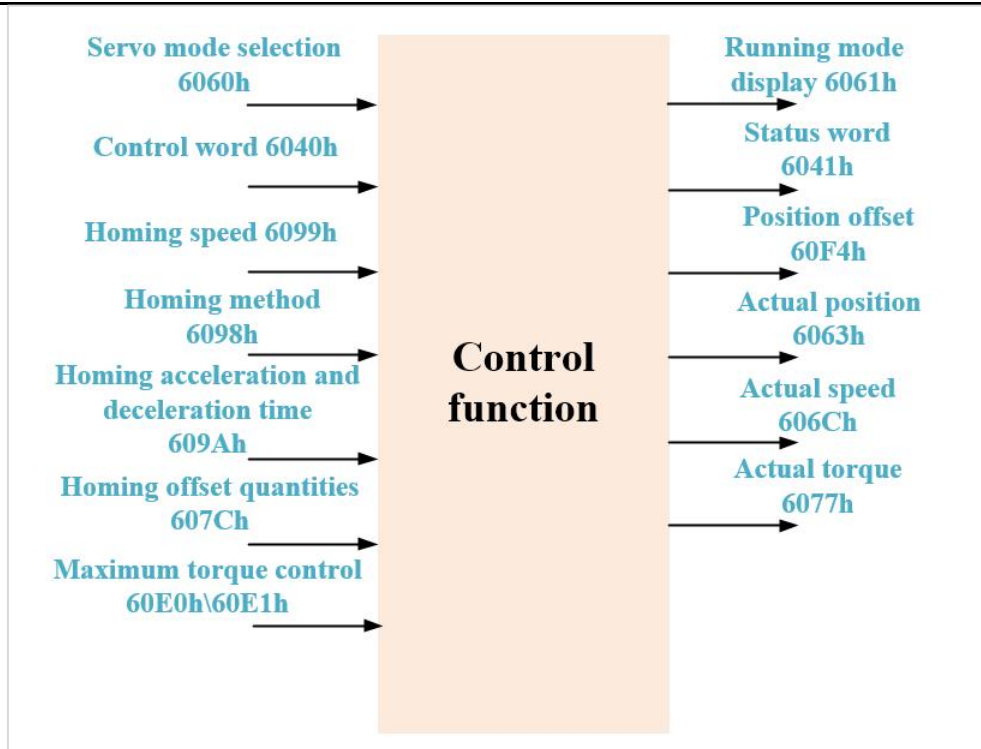 Servo mode selection
6060h
Control word 6040h
Homing speed 6099h
Homing method
6098h
Homing acceleration and
deceleration time
609Ah
Homing offset quantities
607Ch
Maximum torque control
60E0h\60E1h
Control
function
Running mode
display 6061h
Status word
6041h
Position offset
60F4h
Actual position
6063h
Actual speed
606Ch
Actual torque
6077h